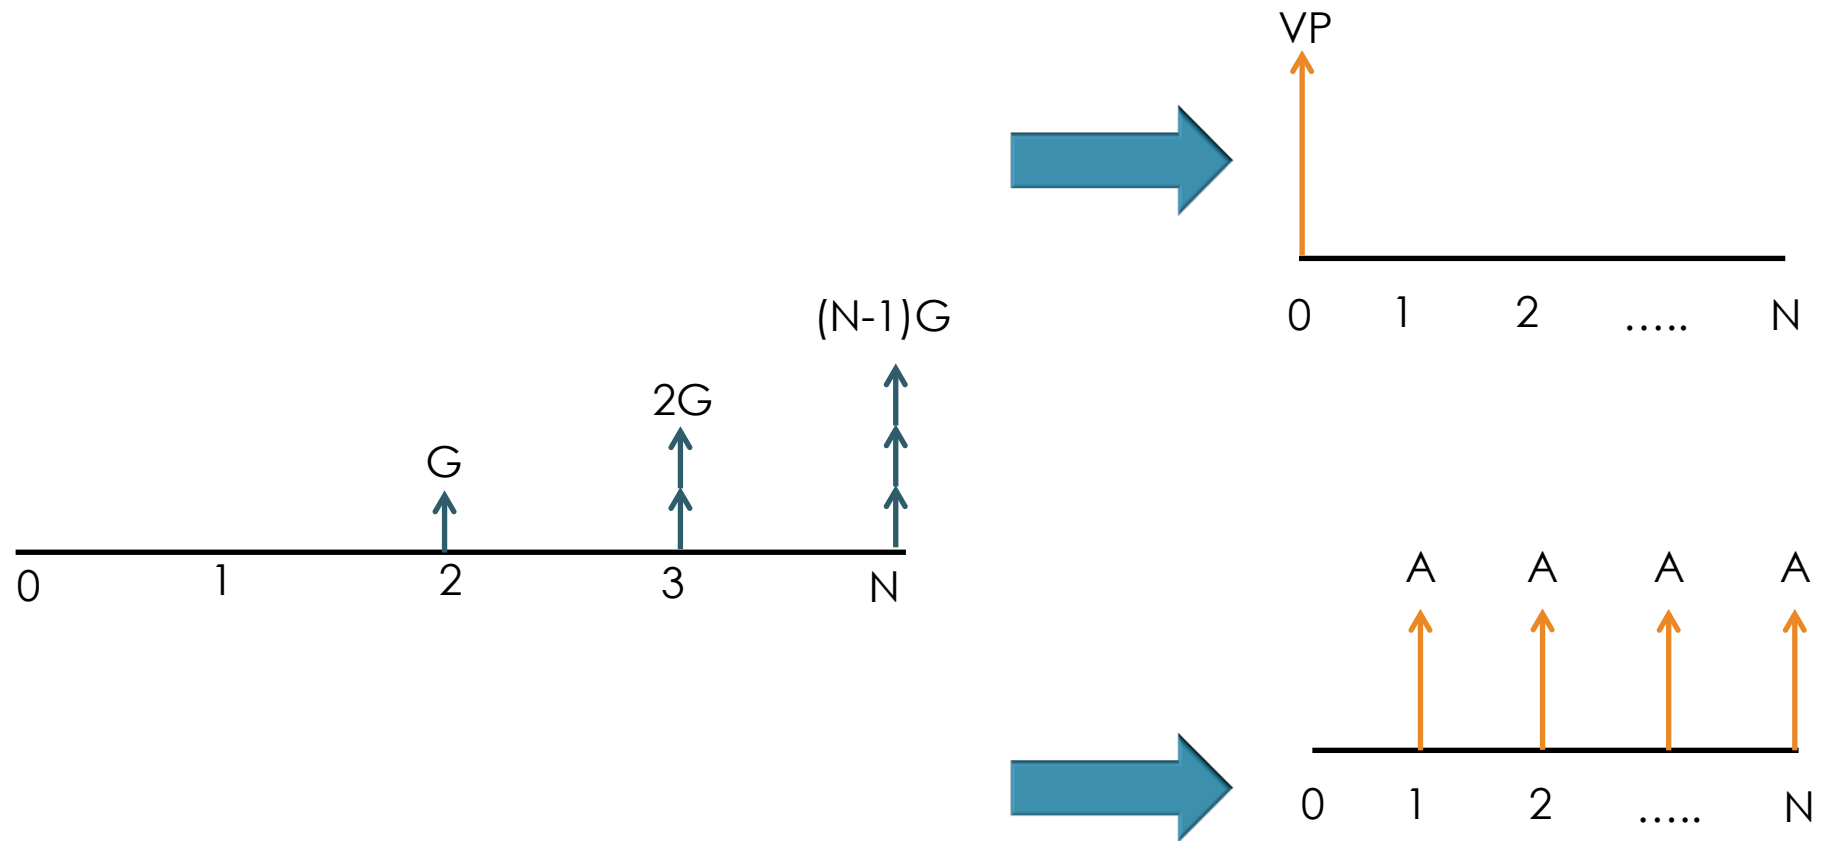 VP
0 1 2 ..... N
(N-1)G
2G
G
0 1 2 3 N
A A A A
0 1 2 ..... N